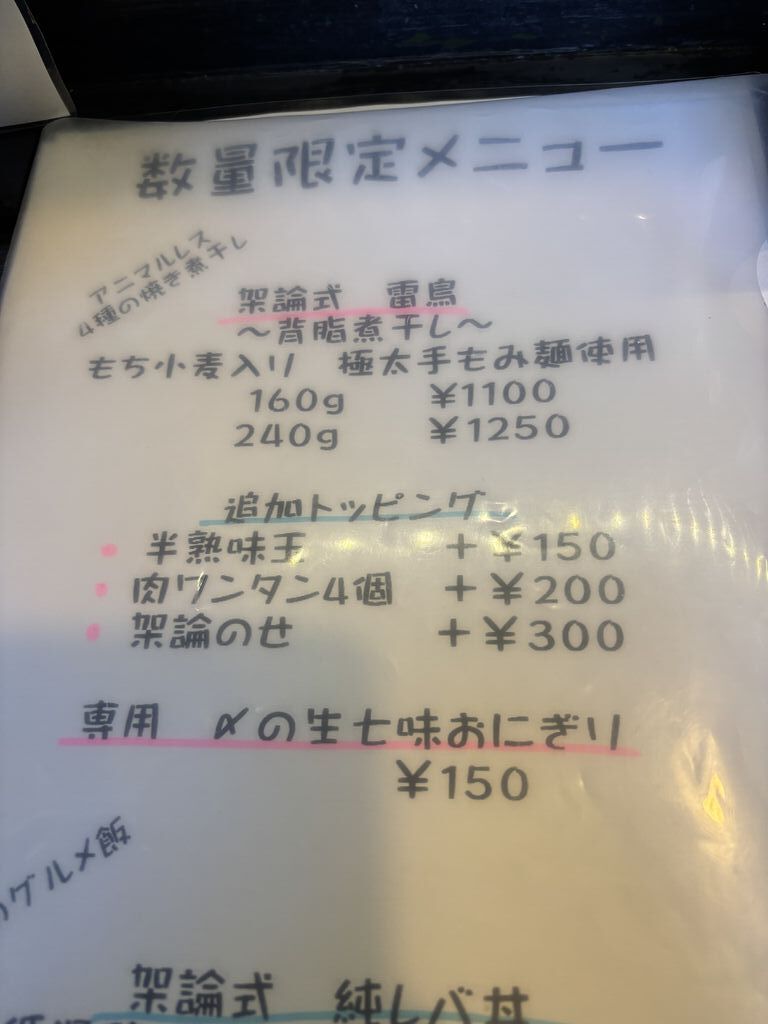 数量限定メニュー
アニマルレス
4種の焼き煮干し
架論式 雷鳥
～背脂煮干し～
もち小麦入り 極太手もみ麺使用
160g ¥1100
240g ¥1250
追加トッピング
半熟味玉 +¥150
肉ワンタン4個 +¥200
架論のせ +¥300
専用 〆の生七味おにぎり
¥150
グルメ飯
架論式 純レバ丼